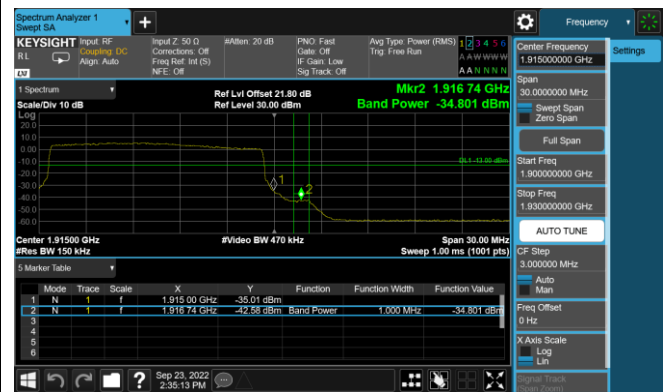 Spectrum Analyzer 1
Swept SA
Frequency
KEYSIGHT
RL
LXI
Input: RF
Coupling: DC
Align: Auto
Input Z: 50 Ω
Corrections: Off
Freq Ref: Int (S)
NFE: Off
#Atten: 20 dB
PNO: Fast
Gate: Off
IF Gain: Low
Sig Track: Off
Avg Type: Power (RMS)
Trig: Free Run
1 2 3 4 5 6
A W W W W W
A A N N N N
1 Spectrum
Scale/Div 10 dB
Log
Ref Lvl Offset 21.80 dB
Ref Level 30.00 dBm
Mkr2 1.916 74 GHz
Band Power -34.801 dBm
20.0
10.0
0.00
-10.0
-20.0
-30.0
-40.0
-50.0
-60.0
DL1 -13.00 dBm
1
2
Center 1.91500 GHz
#Res BW 150 kHz
#Video BW 470 kHz
Span 30.00 MHz
Sweep 1.00 ms (1001 pts)
5 Marker Table
Mode Trace Scale X Y Function Function Width Function Value
1 N 1 f 1.915 00 GHz -35.01 dBm
2 N 1 f 1.916 74 GHz -42.58 dBm Band Power 1.000 MHz -34.801 dBm
3
4
5
6
Sep 23, 2022
2:35:13 PM
Center Frequency
1.915000000 GHz
Settings
Span
30.0000000 MHz
Swept Span
Zero Span
Full Span
Start Freq
1.900000000 GHz
Stop Freq
1.930000000 GHz
AUTO TUNE
CF Step
3.000000 MHz
Auto
Man
Freq Offset
0 Hz
X Axis Scale
Log
Lin
Signal Track
(Span Zoom)